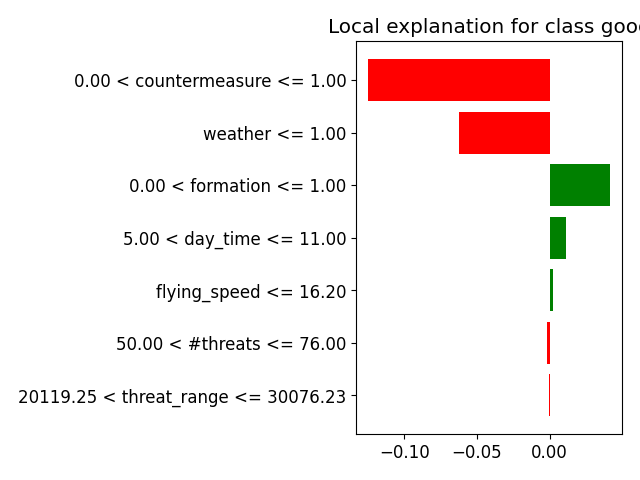 Local explanation for class goo
0.00 < countermeasure <= 1.00
weather <= 1.00
0.00 < formation <= 1.00
5.00 < day_time <= 11.00
flying_speed <= 16.20
50.00 < #threats <= 76.00
20119.25 < threat_range <= 30076.23
−0.10 −0.05 0.00